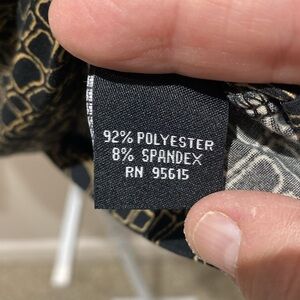 92% POLYESTER
8% SPANDEX
RN 95615